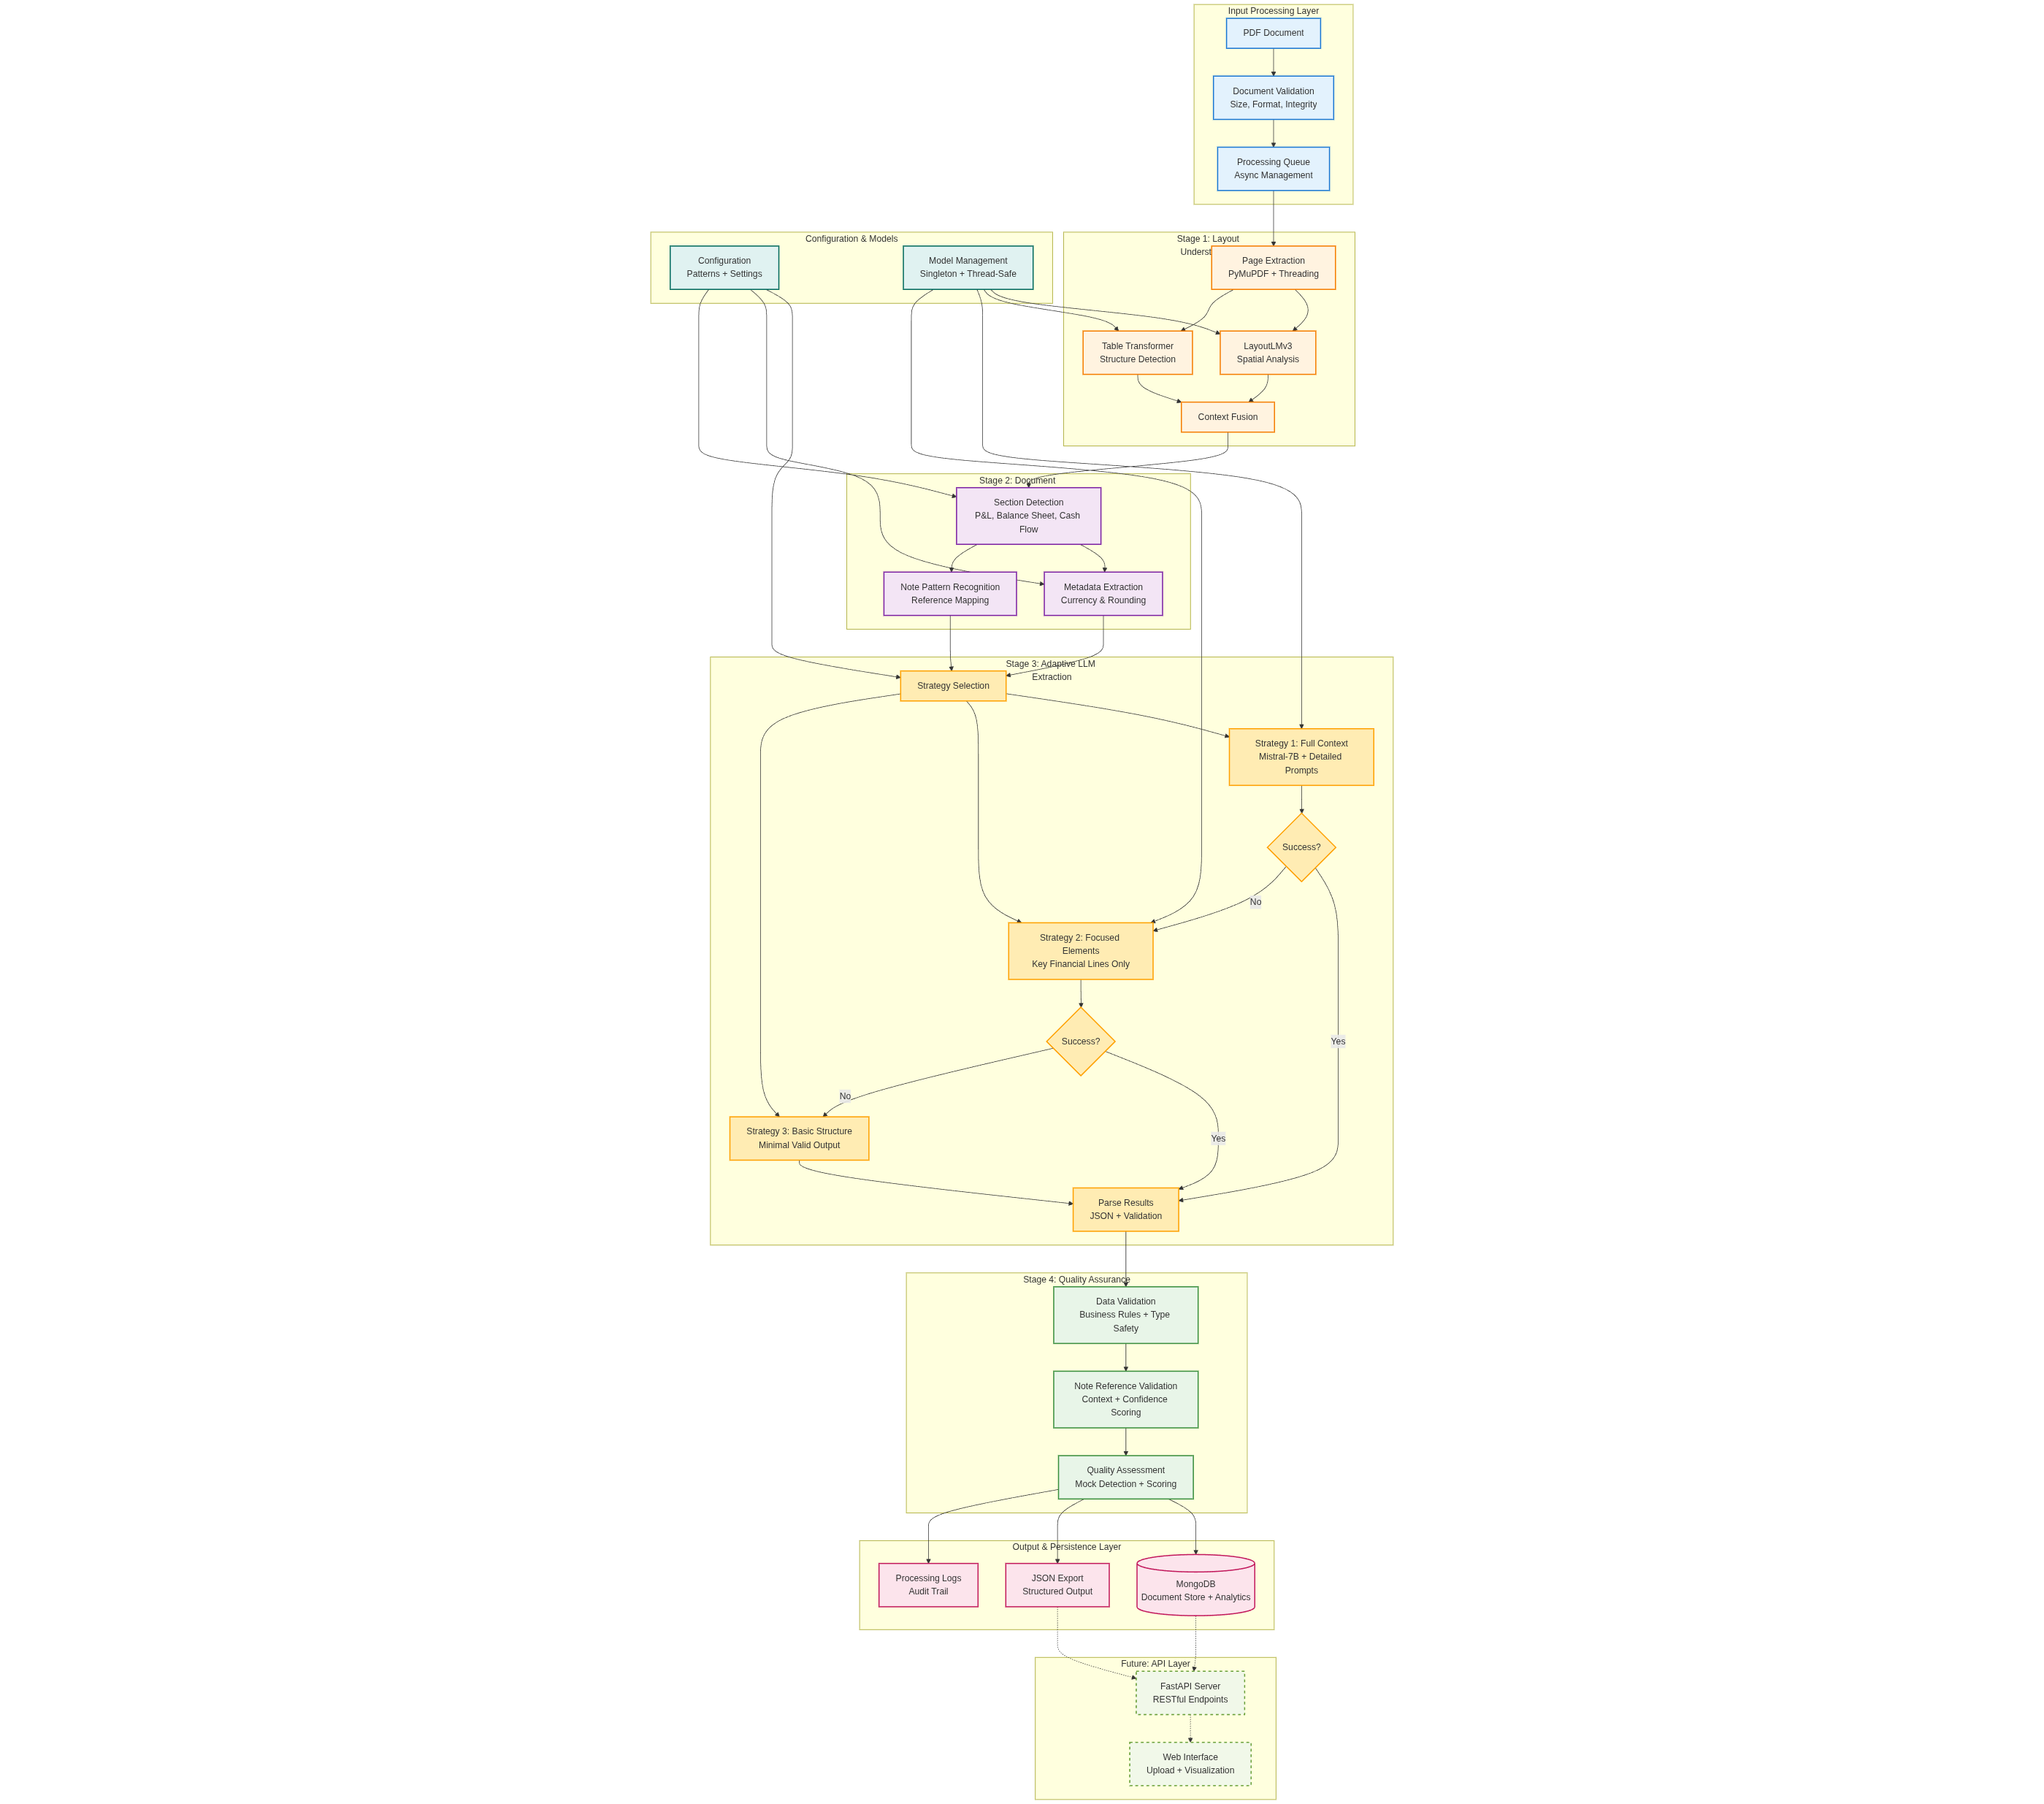 Input Processing Layer
PDF Document
Document Validation
Size, Format, Integrity
Processing Queue
Async Management
Configuration & Models
Configuration
Patterns + Settings
Model Management
Singleton + Thread-Safe
Stage 1: Layout
Page Extraction
PyMuPDF + Threading
Table Transformer
Structure Detection
LayoutLMv3
Spatial Analysis
Context Fusion
Stage 2: Document
Section Detection
P&L, Balance Sheet, Cash
Flow
Note Pattern Recognition
Reference Mapping
Metadata Extraction
Currency & Rounding
Stage 3: Adaptive LLM
Extraction
Strategy Selection
Strategy 1: Full Context
Mistral-7B + Detailed
Prompts
Success?
No
Yes
Strategy 2: Focused
Elements
Key Financial Lines Only
Success?
No
Yes
Strategy 3: Basic Structure
Minimal Valid Output
Parse Results
JSON + Validation
Stage 4: Quality Assurance
Data Validation
Business Rules + Type
Safety
Note Reference Validation
Context + Confidence
Scoring
Quality Assessment
Mock Detection + Scoring
Output & Persistence Layer
Processing Logs
Audit Trail
JSON Export
Structured Output
MongoDB
Document Store + Analytics
Future: API Layer
FastAPI Server
RESTful Endpoints
Web Interface
Upload + Visualization